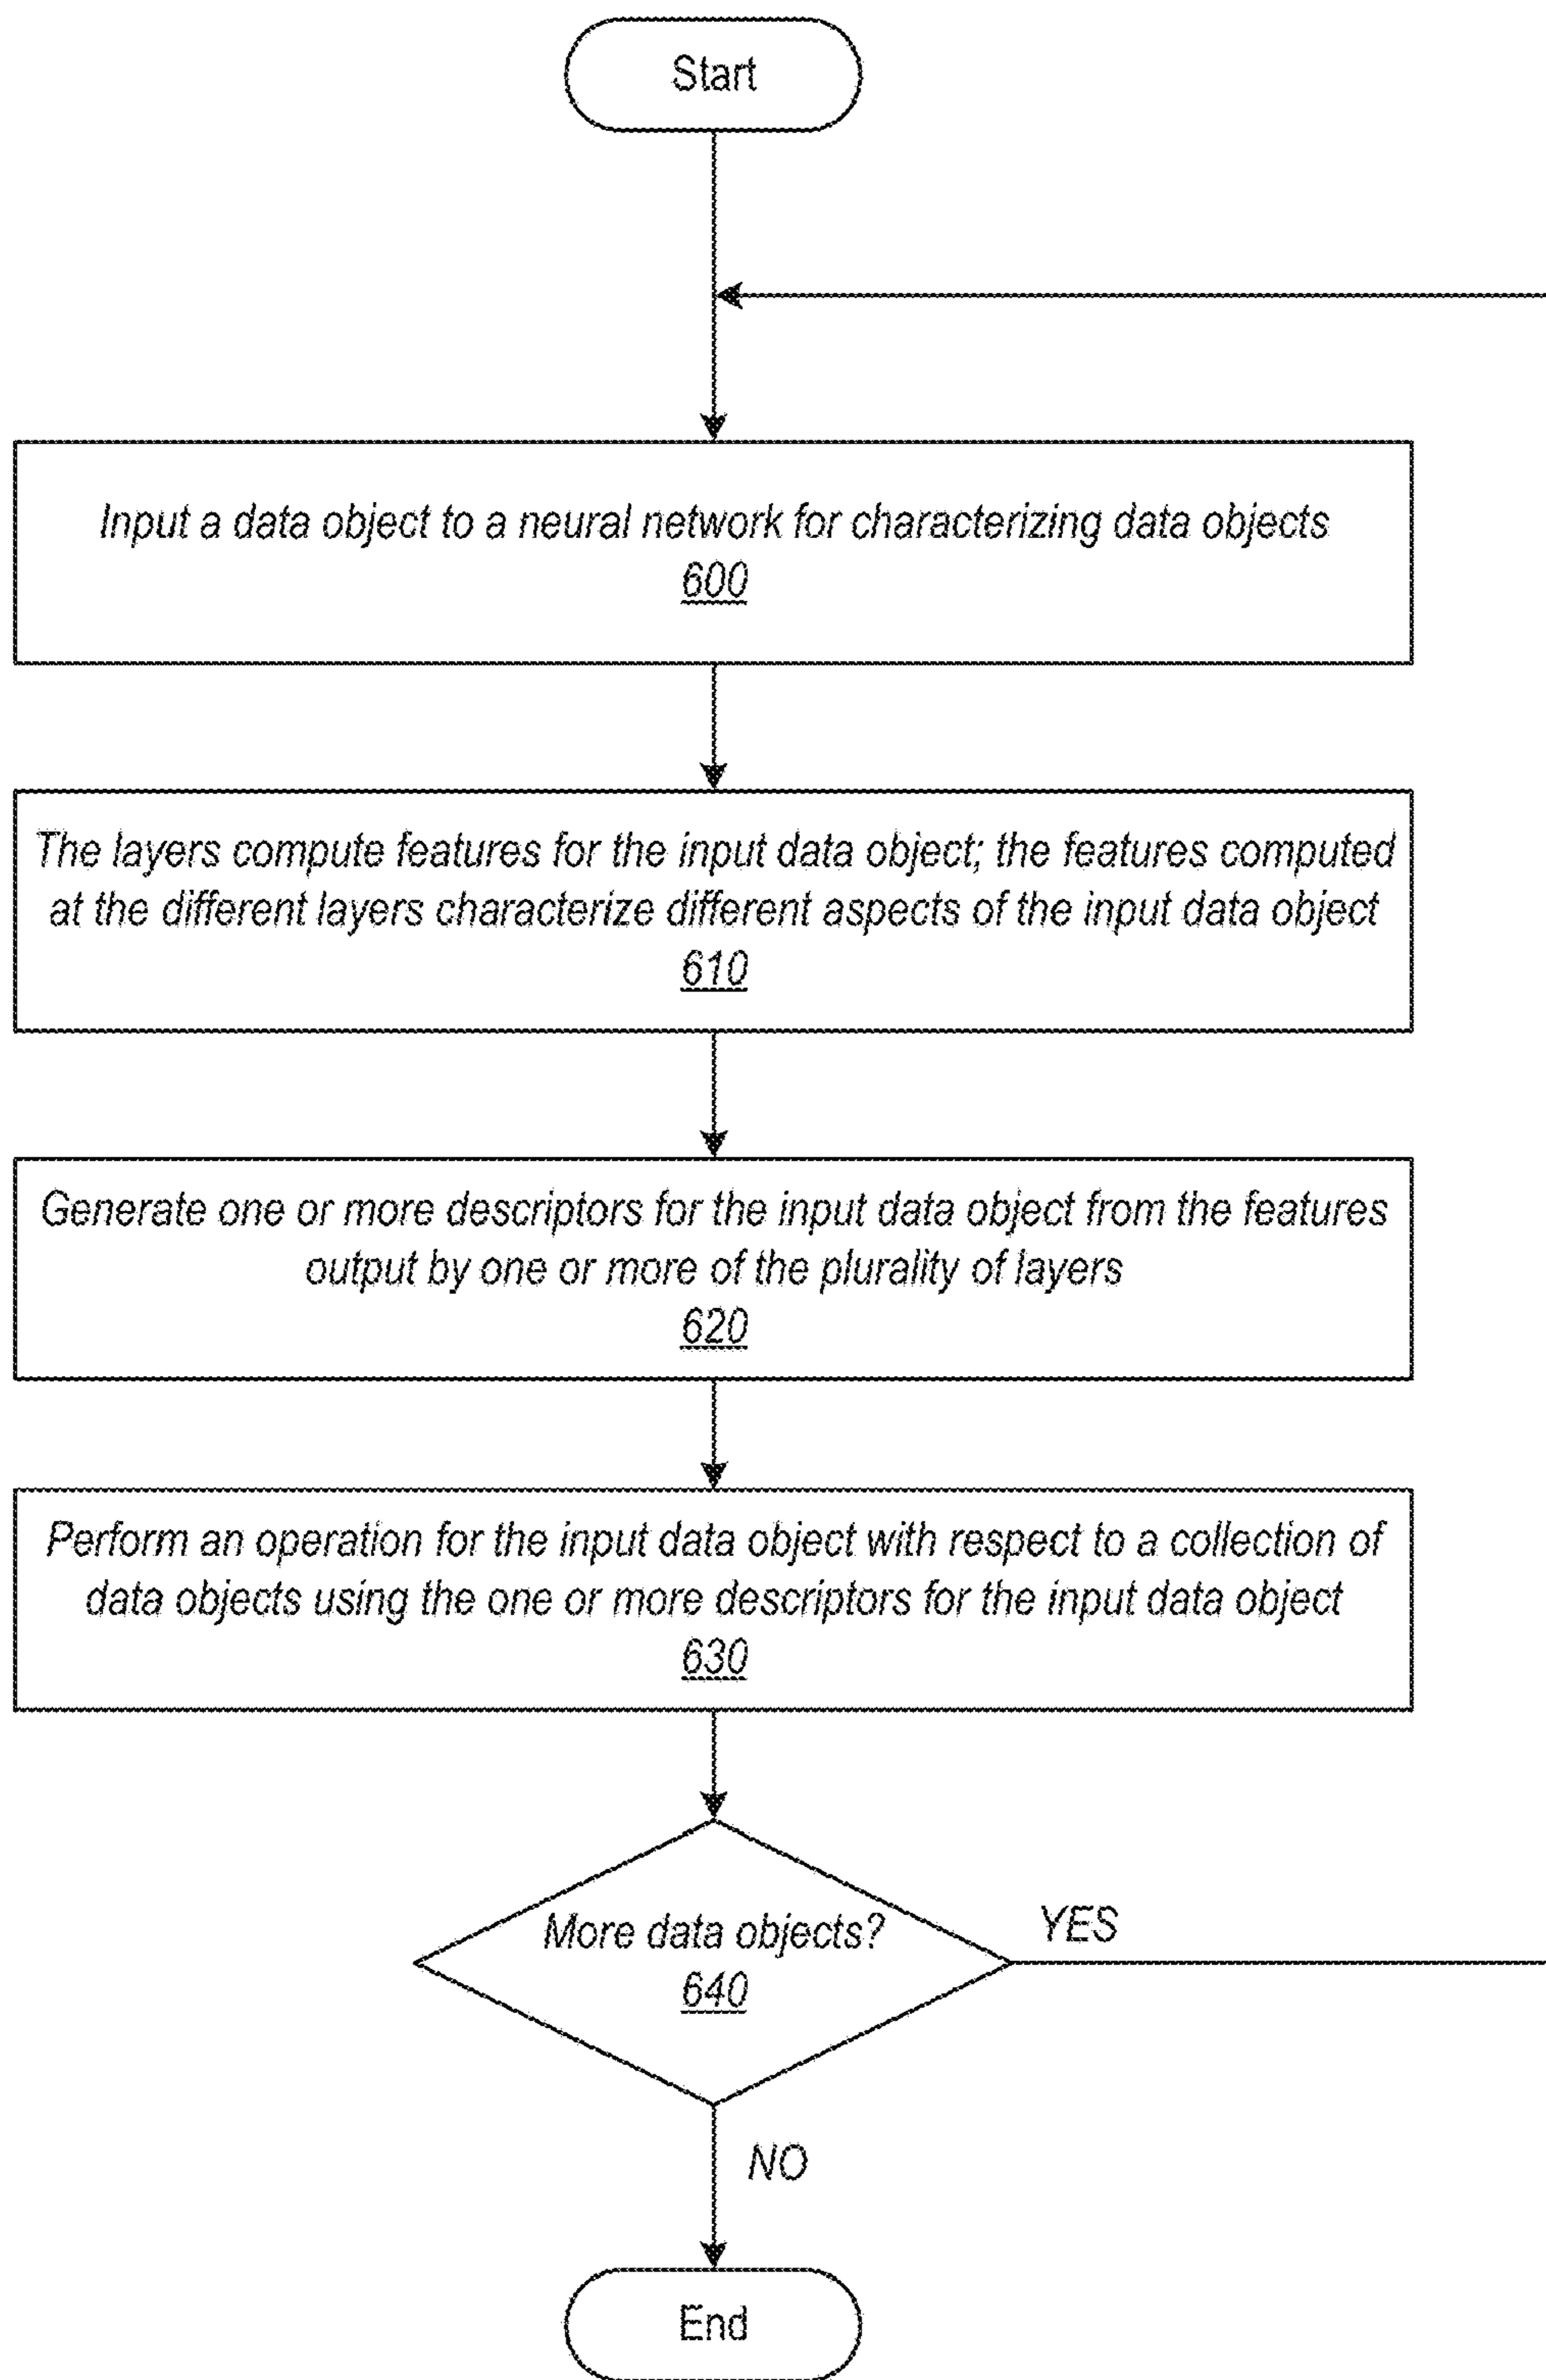 Start
Input a data object to a neural network for characterizing data objects
600
The layers compute features for the input data object; the features computed
at the different layers characterize different aspects of the input data object
610
Generate one or more descriptors for the input data object from the features
output by one or more of the plurality of layers
620
Perform an operation for the input data object with respect to a collection of
data objects using the one or more descriptors for the input data object
630
More data objects?
640
YES
NO
End